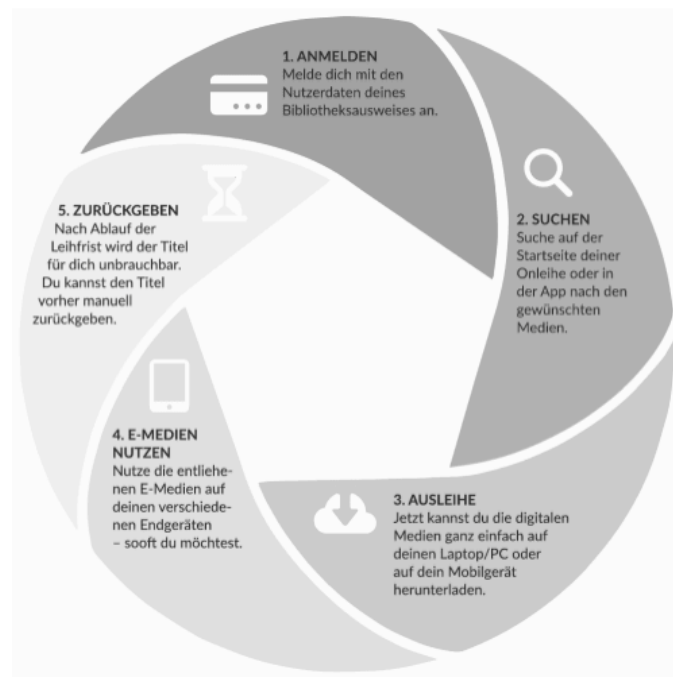 1. ANMELDEN
Melde dich mit den
Nutzerdaten deines
Bibliotheksausweises an.
2. SUCHEN
Suche auf der
Startseite deiner
Onleihe oder in
der App nach den
gewünschten
Medien.
3. AUSLEIHE
Jetzt kannst du die digitalen
Medien ganz einfach auf
deinen Laptop/PC oder
auf dein Mobilgerät
herunterladen.
4. E-MEDIEN
NUTZEN
Nutze die entliehe-
nen E-Medien auf
deinen verschiede-
nen Endgeräten
– sooft du möchtest.
5. ZURÜCKGEBEN
Nach Ablauf der
Leihfrist wird der Titel
für dich unbrauchbar.
Du kannst den Titel
vorher manuell
zurückgeben.